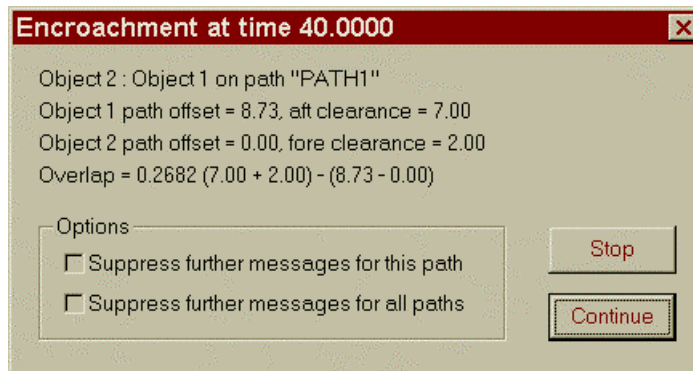 Encroachment at time 40.0000
Object 2 : Object 1 on path "PATH1"
Object 1 path offset = 8.73, aft clearance = 7.00
Object 2 path offset = 0.00, fore clearance = 2.00
Overlap = 0.2682 (7.00 + 2.00) - (8.73 - 0.00)
Options
Suppress further messages for this path
Suppress further messages for all paths
Stop
Continue